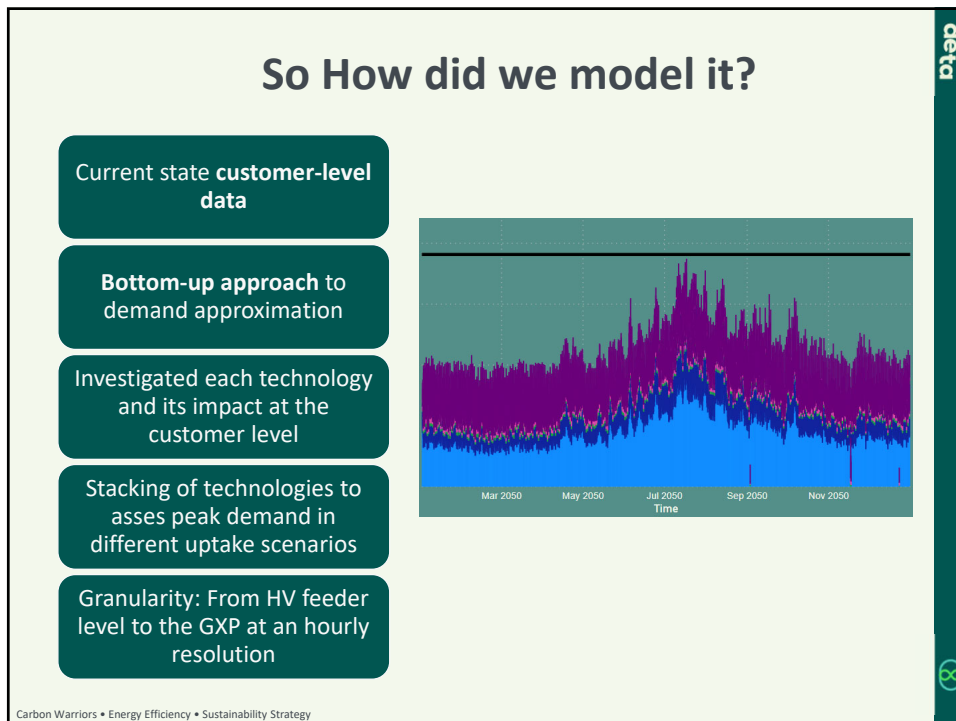 So How did we model it?
Current state customer-level
data
Bottom-up approach to
demand approximation
Investigated each technology
and its impact at the
customer level
Stacking of technologies to
asses peak demand in
different uptake scenarios
Granularity: From HV feeder
level to the GXP at an hourly
resolution
Mar 2050
May 2050
Jul 2050
Sep 2050
Nov 2050
Time
Carbon Warriors • Energy Efficiency • Sustainability Strategy
deta